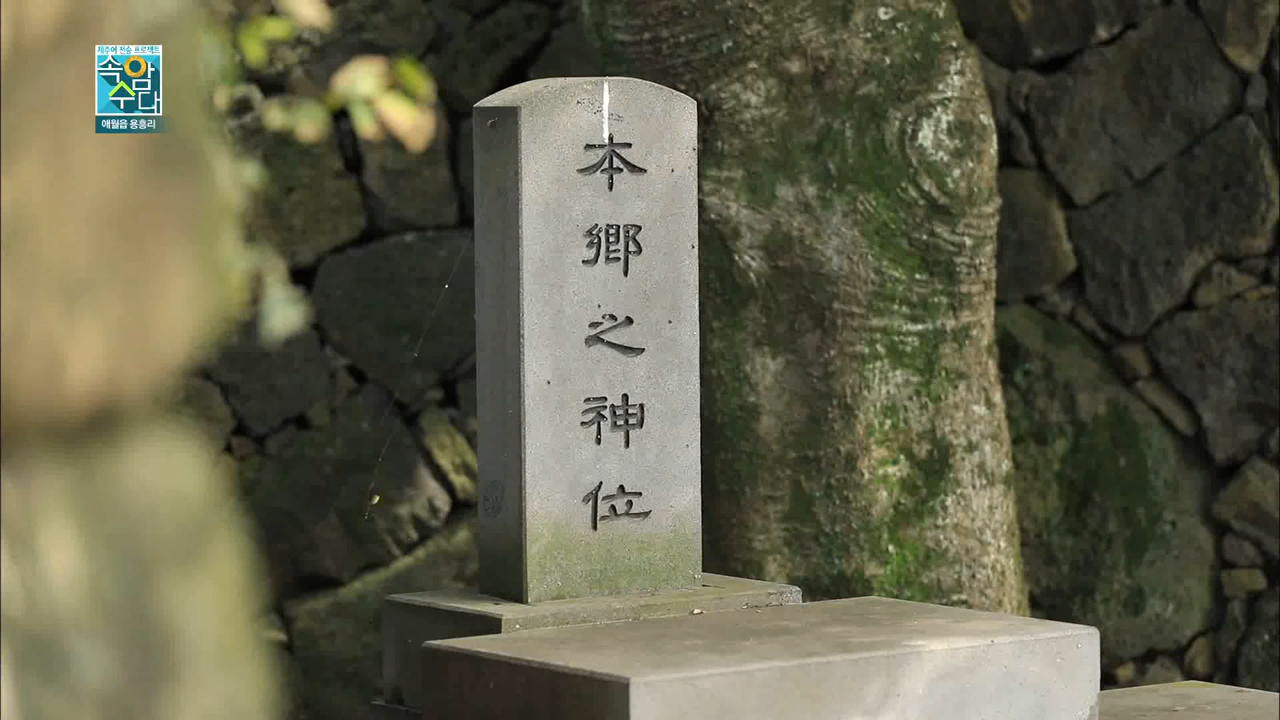 제주어 전승 프로젝트
속암
수다
애월읍 용흥리
本鄕之神位